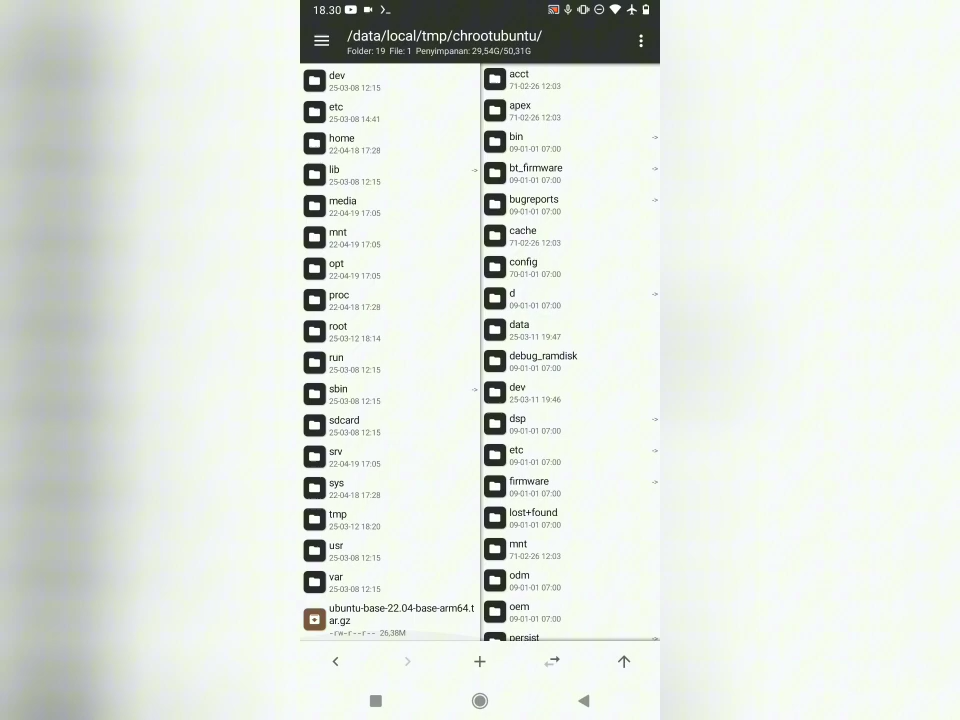 18.30
/data/local/tmp/chrootubuntu/
Folder: 19 File: 1 Penyimpanan: 29,54G/50,31G
dev
25-03-08 12:15
etc
25-03-08 14:41
home
22-04-18 17:28
lib
->
25-03-08 12:15
media
22-04-19 17:05
mnt
22-04-19 17:05
opt
22-04-19 17:05
proc
22-04-18 17:28
root
25-03-12 18:14
run
25-03-08 12:15
sbin
->
25-03-08 12:15
sdcard
25-03-08 12:15
srv
22-04-19 17:05
sys
22-04-18 17:28
tmp
25-03-12 18:20
usr
25-03-08 12:15
var
25-03-08 12:15
ubuntu-base-22.04-base-arm64.t
ar.gz
-rw-r--r-- 26,38M
acct
71-02-26 12:03
apex
71-02-26 12:03
bin
->
09-01-01 07:00
bt_firmware
->
09-01-01 07:00
bugreports
->
09-01-01 07:00
cache
71-02-26 12:03
config
70-01-01 07:00
d
->
09-01-01 07:00
data
25-03-11 19:47
debug_ramdisk
09-01-01 07:00
dev
25-03-11 19:46
dsp
->
09-01-01 07:00
etc
->
09-01-01 07:00
firmware
->
09-01-01 07:00
lost+found
09-01-01 07:00
mnt
71-02-26 12:03
odm
09-01-01 07:00
oem
09-01-01 07:00
persist
->